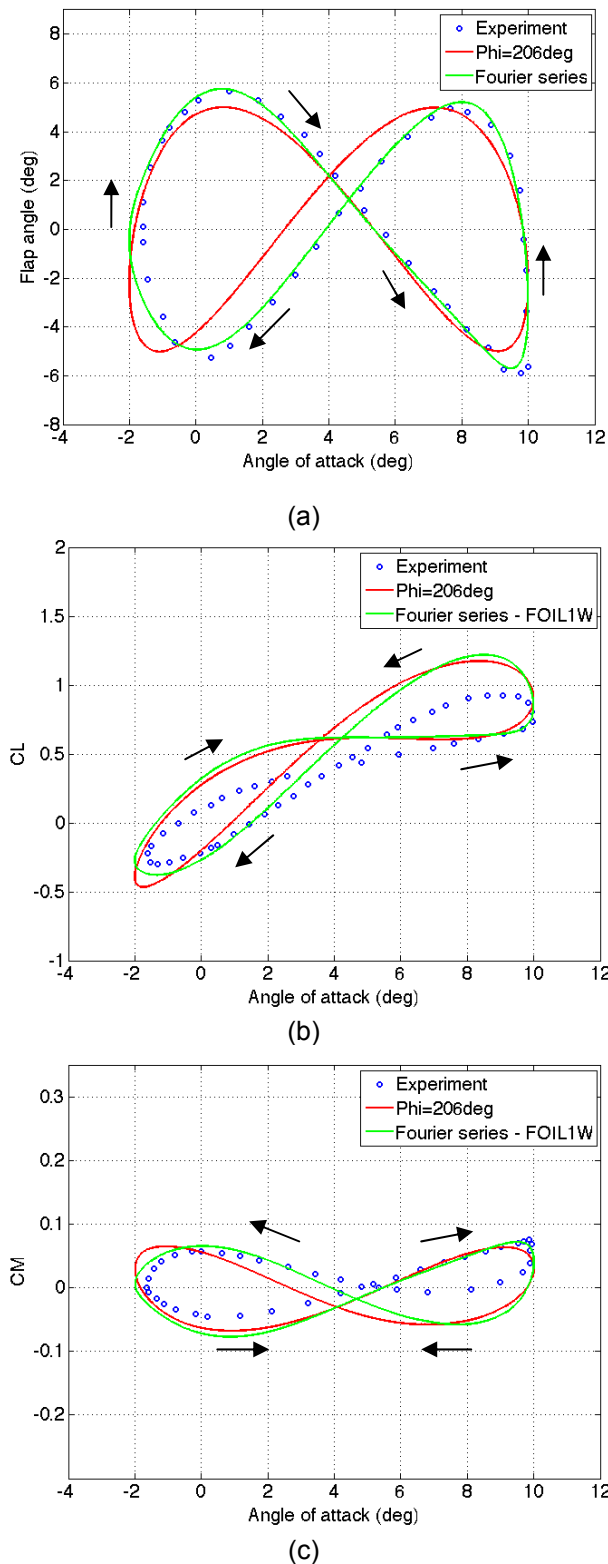 Experiment
Phi=206deg
Fourier series
Flap angle (deg)
8
6
4
2
0
-2
-4
-6
-8
-4 -2 0 2 4 6 8 10 12
Angle of attack (deg)
(a)
Experiment
Phi=206deg
Fourier series - FOIL1W
CL
2
1.5
1
0.5
0
-0.5
-1
-4 -2 0 2 4 6 8 10 12
Angle of attack (deg)
(b)
Experiment
Phi=206deg
Fourier series - FOIL1W
CM
0.3
0.2
0.1
0
-0.1
-0.2
-4 -2 0 2 4 6 8 10 12
Angle of attack (deg)
(c)